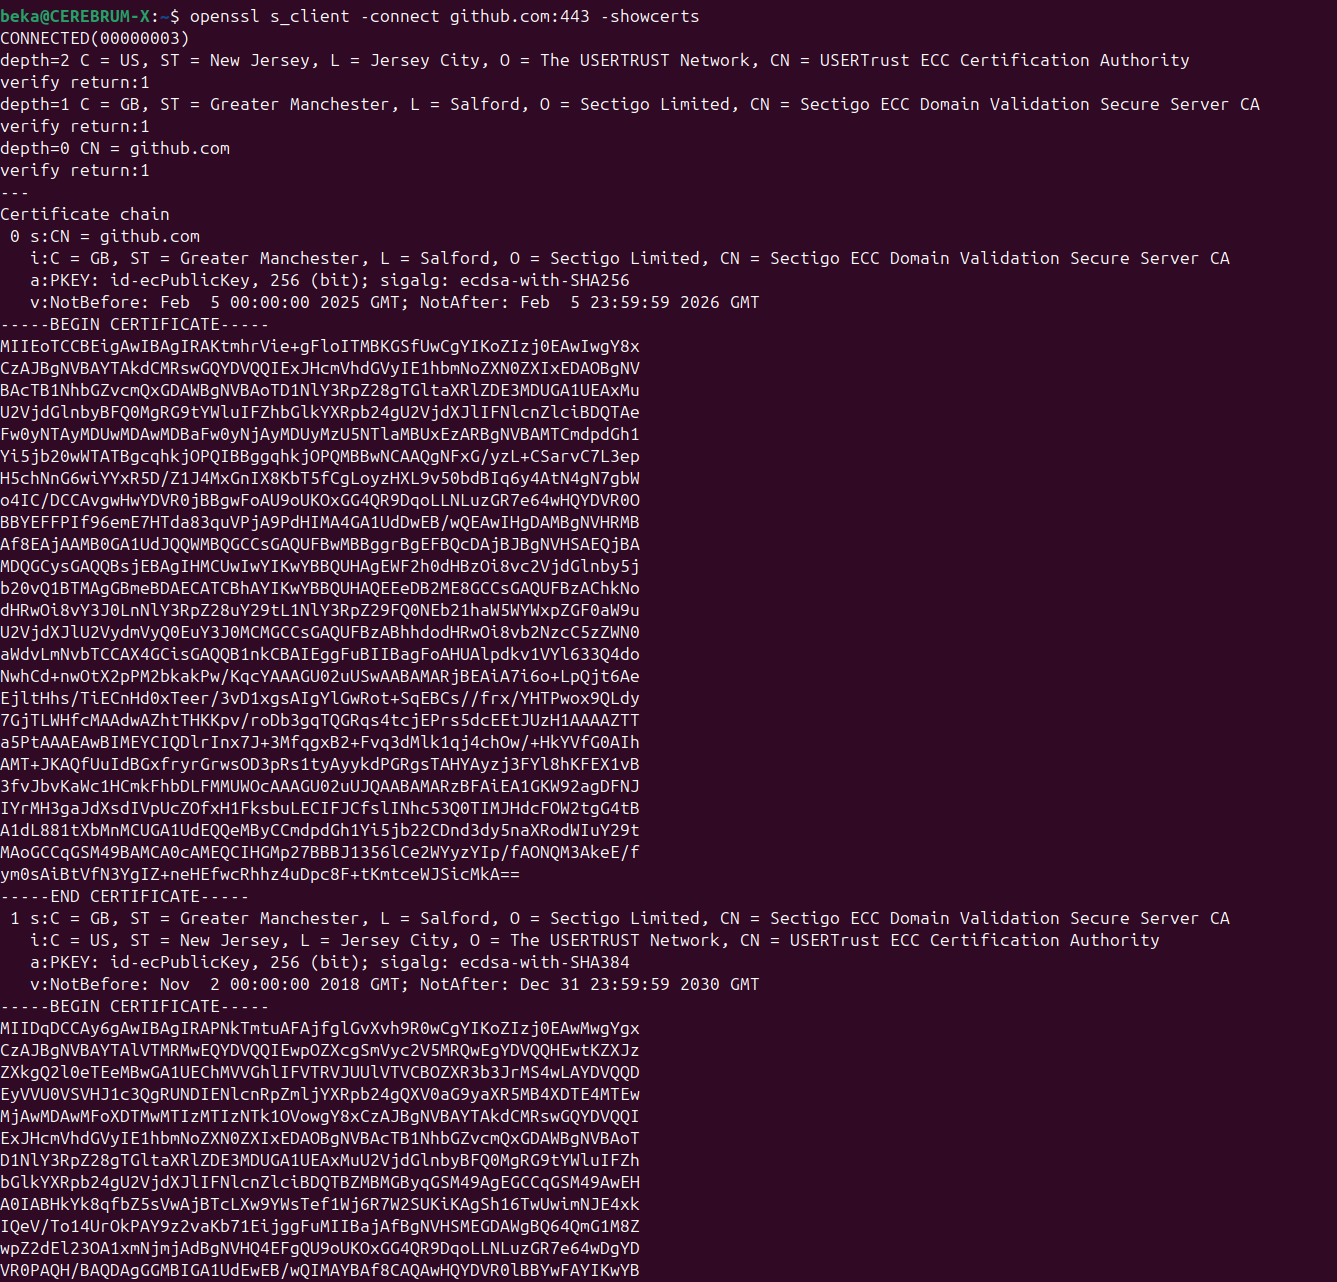 beka@CEREBRUM-X:~$ openssl s_client -connect github.com:443 -showcerts
CONNECTED(00000003)
depth=2 C = US, ST = New Jersey, L = Jersey City, O = The USERTRUST Network, CN = USERTrust ECC Certification Authority
verify return:1
depth=1 C = GB, ST = Greater Manchester, L = Salford, O = Sectigo Limited, CN = Sectigo ECC Domain Validation Secure Server CA
verify return:1
depth=0 CN = github.com
verify return:1
---
Certificate chain
 0 s:CN = github.com
   i:C = GB, ST = Greater Manchester, L = Salford, O = Sectigo Limited, CN = Sectigo ECC Domain Validation Secure Server CA
   a:PKEY: id-ecPublicKey, 256 (bit); sigalg: ecdsa-with-SHA256
   v:NotBefore: Feb  5 00:00:00 2025 GMT; NotAfter: Feb  5 23:59:59 2026 GMT
-----BEGIN CERTIFICATE-----
MIIEoTCCBEigAwIBAgIRAKtmhrVie+gFloITMBKGSfUwCgYIKoZIzj0EAwIwgY8x
CzAJBgNVBAYTAkdCMRswGQYDVQQIExJHcmVhdGVyIE1hbmNoZXN0ZXIxEDAOBgNV
BAcTB1NhbGZvcmQxGDAWBgNVBAoTD1NlY3RpZ28gTGltaXRlZDE3MDUGA1UEAxMu
U2VjdGlnbyBFQ0MgRG9tYWluIFZhbGlkYXRpb24gU2VjdXJlIFNlcnZlciBDQTAe
Fw0yNTAyMDUwMDAwMDBaFw0yNjAyMDUyMzU5NTlaMBUxEzARBgNVBAMTCmdpdGh1
Yi5jb20wWTATBgcqhkjOPQIBBggqhkjOPQMBBwNCAAQgNFxG/yzL+CSarvC7L3ep
H5chNnG6wiYYxR5D/Z1J4MxGnIX8KbT5fCgLoyzHXL9v50bdBIq6y4AtN4gN7gbW
o4IC/DCCAvgwHwYDVR0jBBgwFoAU9oUKOxGG4QR9DqoLLNLuzGR7e64wHQYDVR0O
BBYEFFPIf96emE7HTda83quVPjA9PdHIMA4GA1UdDwEB/wQEAwIHgDAMBgNVHRMB
Af8EAjAAMB0GA1UdJQQWMBQGCCsGAQUFBwMBBggrBgEFBQcDAjBJBgNVHSAEQjBA
MDQGCysGAQQBsjEBAgIHMCUwIwYIKwYBBQUHAgEWF2h0dHBzOi8vc2VjdGlnby5j
b20vQ1BTMAgGBmeBDAECATCBhAYIKwYBBQUHAQEEeDB2ME8GCCsGAQUFBzAChkNo
dHRwOi8vY3J0LnNlY3RpZ28uY29tL1NlY3RpZ29FQ0NEb21haW5WYWxpZGF0aW9u
U2VjdXJlU2VydmVyQ0EuY3J0MCMGCCsGAQUFBzABhhdodHRwOi8vb2NzcC5zZWN0
aWdvLmNvbTCCAX4GCisGAQQB1nkCBAIEggFuBIIBagFoAHUAlpdkv1VYl633Q4do
NwhCd+nwOtX2pPM2bkakPw/KqcYAAAGU02uUSwAABAMARjBEAiA7i6o+LpQjt6Ae
EjltHhs/TiECnHd0xTeer/3vD1xgsAIgYlGwRot+SqEBCs//frx/YHTPwox9QLdy
7GjTLWHfcMAAdwAZhtTHKKpv/roDb3gqTQGRqs4tcjEPrs5dcEEtJUzH1AAAAZTT
a5PtAAAEAwBIMEYCIQDlrInx7J+3MfqgxB2+Fvq3dMlk1qj4chOw/+HkYVfG0AIh
AMT+JKAQfUuIdBGxfryrGrwsOD3pRs1tyAyykdPGRgsTAHYAyzj3FYl8hKFEX1vB
3fvJbvKaWc1HCmkFhbDLFMMUWOcAAAGU02uUJQAABAMARzBFAiEA1GKW92agDFNJ
IYrMH3gaJdXsdIVpUcZOfxH1FksbuLECIFJCfslINhc53Q0TIMJHdcFOW2tgG4tB
A1dL881tXbMnMCUGA1UdEQQeMByCCmdpdGh1Yi5jb22CDnd3dy5naXRodWIuY29t
MAoGCCqGSM49BAMCA0cAMEQCIHGMp27BBBJ1356lCe2WYyzYIp/fAONQM3AkeE/f
ym0sAiBtVfN3YgIZ+neHEfwcRhhz4uDpc8F+tKmtceWJSicMkA==
-----END CERTIFICATE-----
 1 s:C = GB, ST = Greater Manchester, L = Salford, O = Sectigo Limited, CN = Sectigo ECC Domain Validation Secure Server CA
   i:C = US, ST = New Jersey, L = Jersey City, O = The USERTRUST Network, CN = USERTrust ECC Certification Authority
   a:PKEY: id-ecPublicKey, 256 (bit); sigalg: ecdsa-with-SHA384
   v:NotBefore: Nov  2 00:00:00 2018 GMT; NotAfter: Dec 31 23:59:59 2030 GMT
-----BEGIN CERTIFICATE-----
MIIDqDCCAy6gAwIBAgIRAPNkTmtuAFAjfglGvXvh9R0wCgYIKoZIzj0EAwMwgYgx
CzAJBgNVBAYTAlVTMRMwEQYDVQQIEwpOZXcgSmVyc2V5MRQwEgYDVQQHEwtKZXJz
ZXkgQ2l0eTEeMBwGA1UEChMVVGhlIFVTRVJUUlVTVCBOZXR3b3JrMS4wLAYDVQQD
EyVVU0VSVHJ1c3QgRUNDIENlcnRpZmljYXRpb24gQXV0aG9yaXR5MB4XDTE4MTEw
MjAwMDAwMFoXDTMwMTIzMTIzNTk1OVowgY8xCzAJBgNVBAYTAkdCMRswGQYDVQQI
ExJHcmVhdGVyIE1hbmNoZXN0ZXIxEDAOBgNVBAcTB1NhbGZvcmQxGDAWBgNVBAoT
D1NlY3RpZ28gTGltaXRlZDE3MDUGA1UEAxMuU2VjdGlnbyBFQ0MgRG9tYWluIFZh
bGlkYXRpb24gU2VjdXJlIFNlcnZlciBDQTBZMBMGByqGSM49AgEGCCqGSM49AwEH
A0IABHkYk8qfbZ5sVwAjBTcLXw9YWsTef1Wj6R7W2SUKiKAgSh16TwUwimNJE4xk
IQeV/To14UrOkPAY9z2vaKb71EijggFuMIIBajAfBgNVHSMEGDAWgBQ64QmG1M8Z
wpZ2dEl23OA1xmNjmjAdBgNVHQ4EFgQU9oUKOxGG4QR9DqoLLNLuzGR7e64wDgYD
VR0PAQH/BAQDAgGGMBIGA1UdEwEB/wQIMAYBAf8CAQAwHQYDVR0lBBYwFAYIKwYB